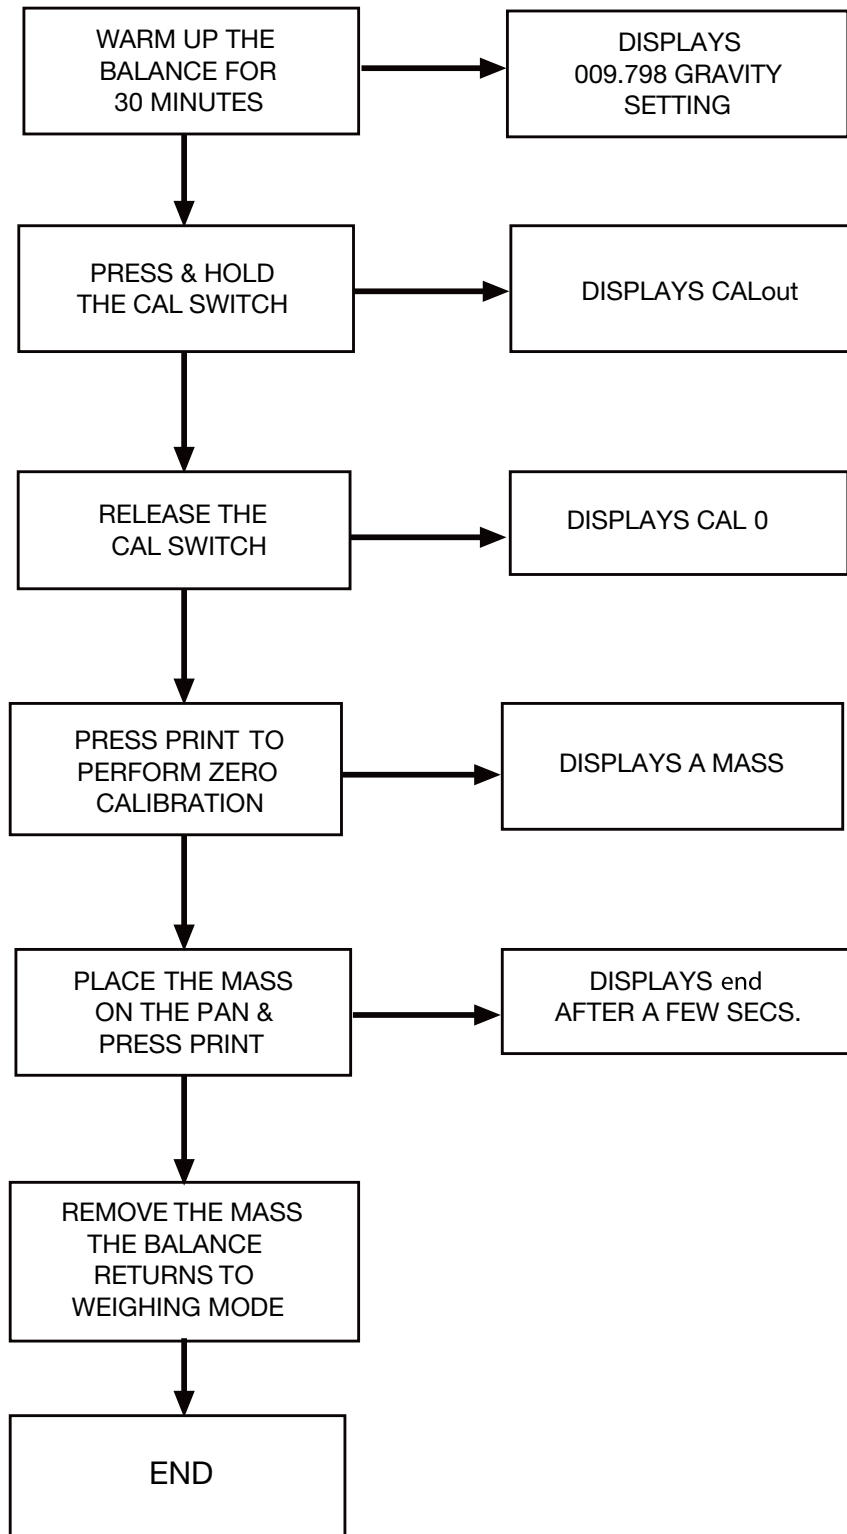 WARM UP THE
BALANCE FOR
30 MINUTES
DISPLAYS
009.798 GRAVITY
SETTING
PRESS & HOLD
THE CAL SWITCH
DISPLAYS CALout
RELEASE THE
CAL SWITCH
DISPLAYS CAL 0
PRESS PRINT TO
PERFORM ZERO
CALIBRATION
DISPLAYS A MASS
PLACE THE MASS
ON THE PAN &
PRESS PRINT
DISPLAYS end
AFTER A FEW SECS.
REMOVE THE MASS
THE BALANCE
RETURNS TO
WEIGHING MODE
END